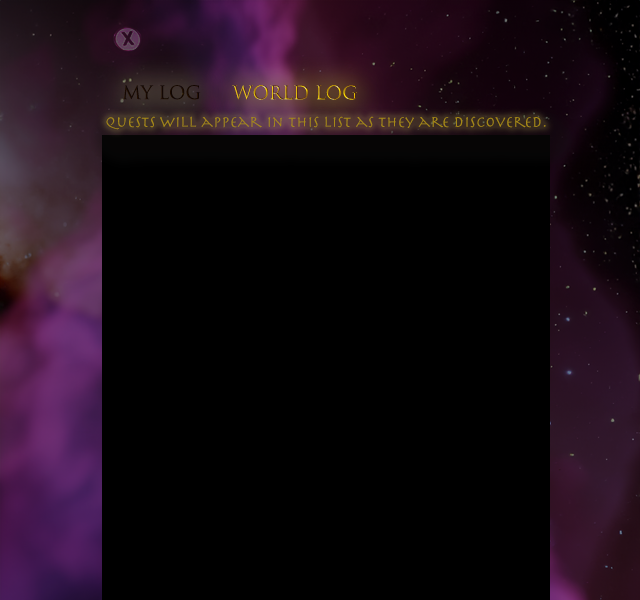 X
MY LOG WORLD LOG
QUESTS WILL APPEAR IN THIS LIST AS THEY ARE DISCOVERED.